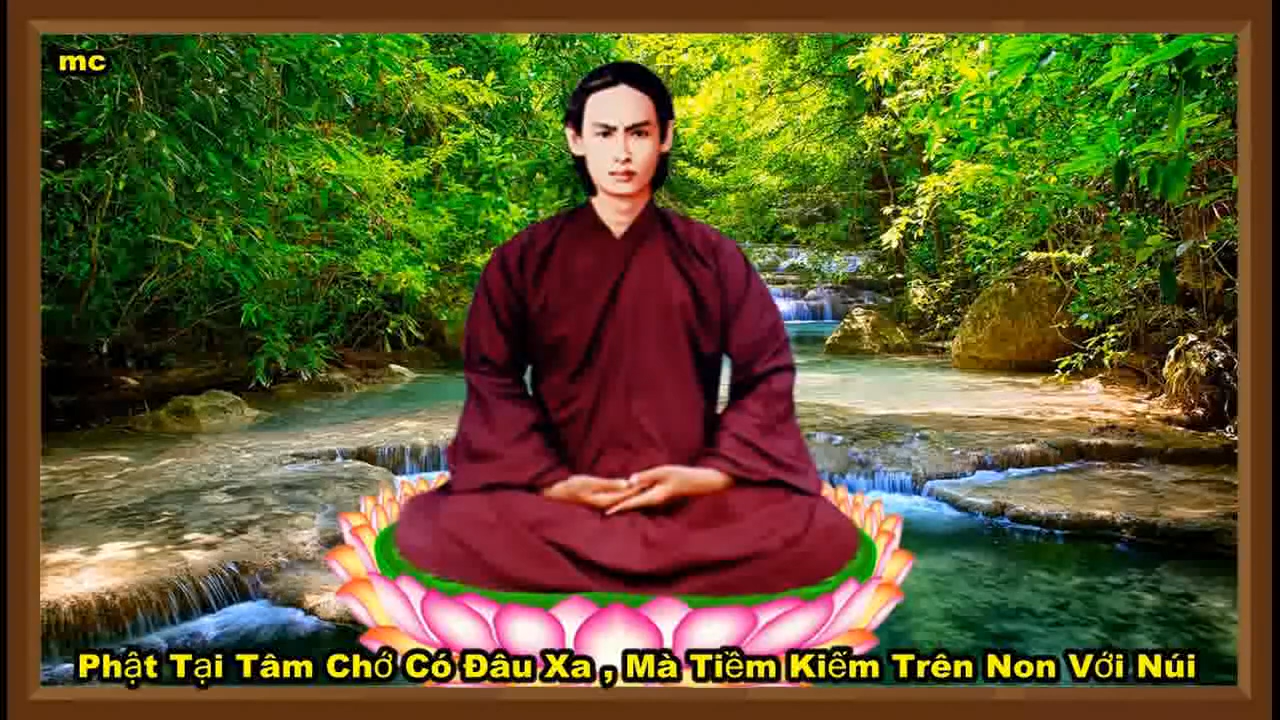 mc
Phật Tại Tâm Chớ Có Đâu Xa , Mà Tiềm Kiếm Trên Non Với Núi